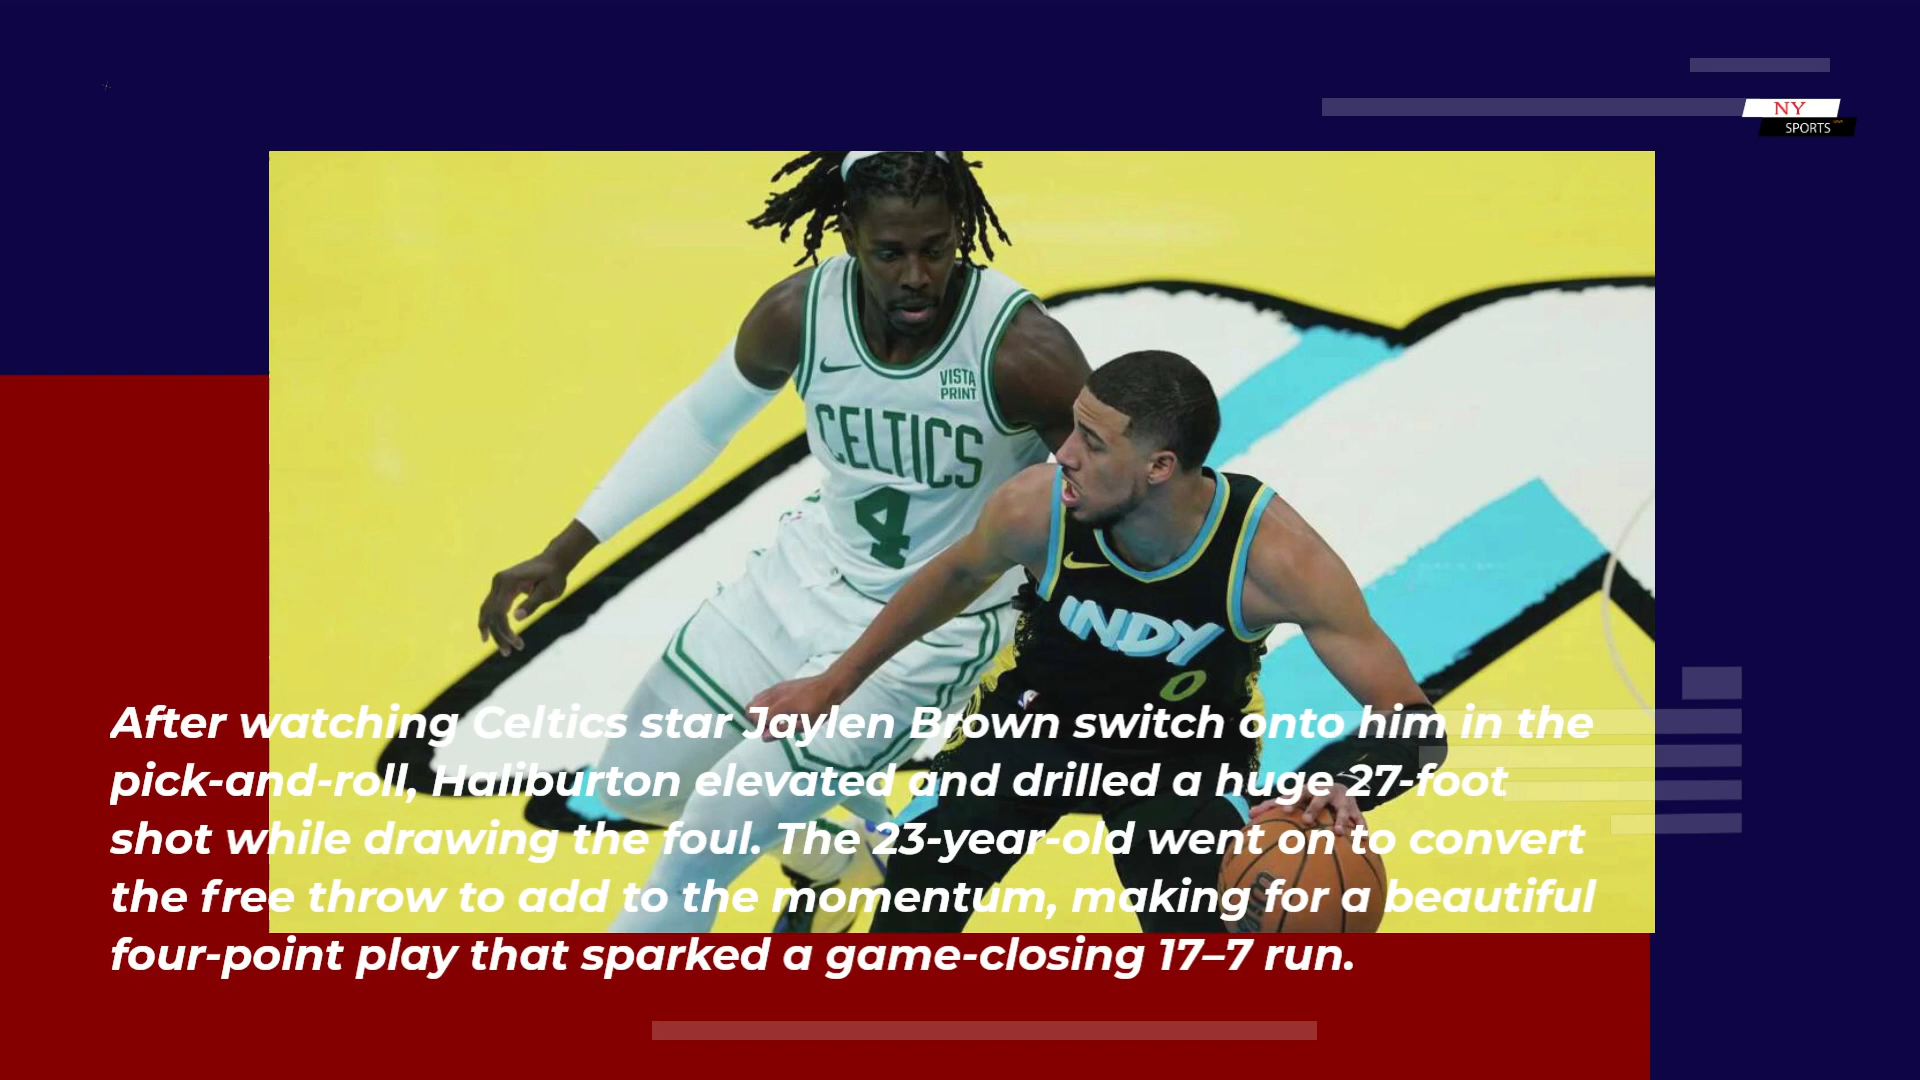 NY
SPORTS
VISTA
PRINT
CELTICS
4
INDY
0
After watching Celtics star Jaylen Brown switch onto him in the
pick-and-roll, Haliburton elevated and drilled a huge 27-foot
shot while drawing the foul. The 23-year-old went on to convert
the free throw to add to the momentum, making for a beautiful
four-point play that sparked a game-closing 17–7 run.